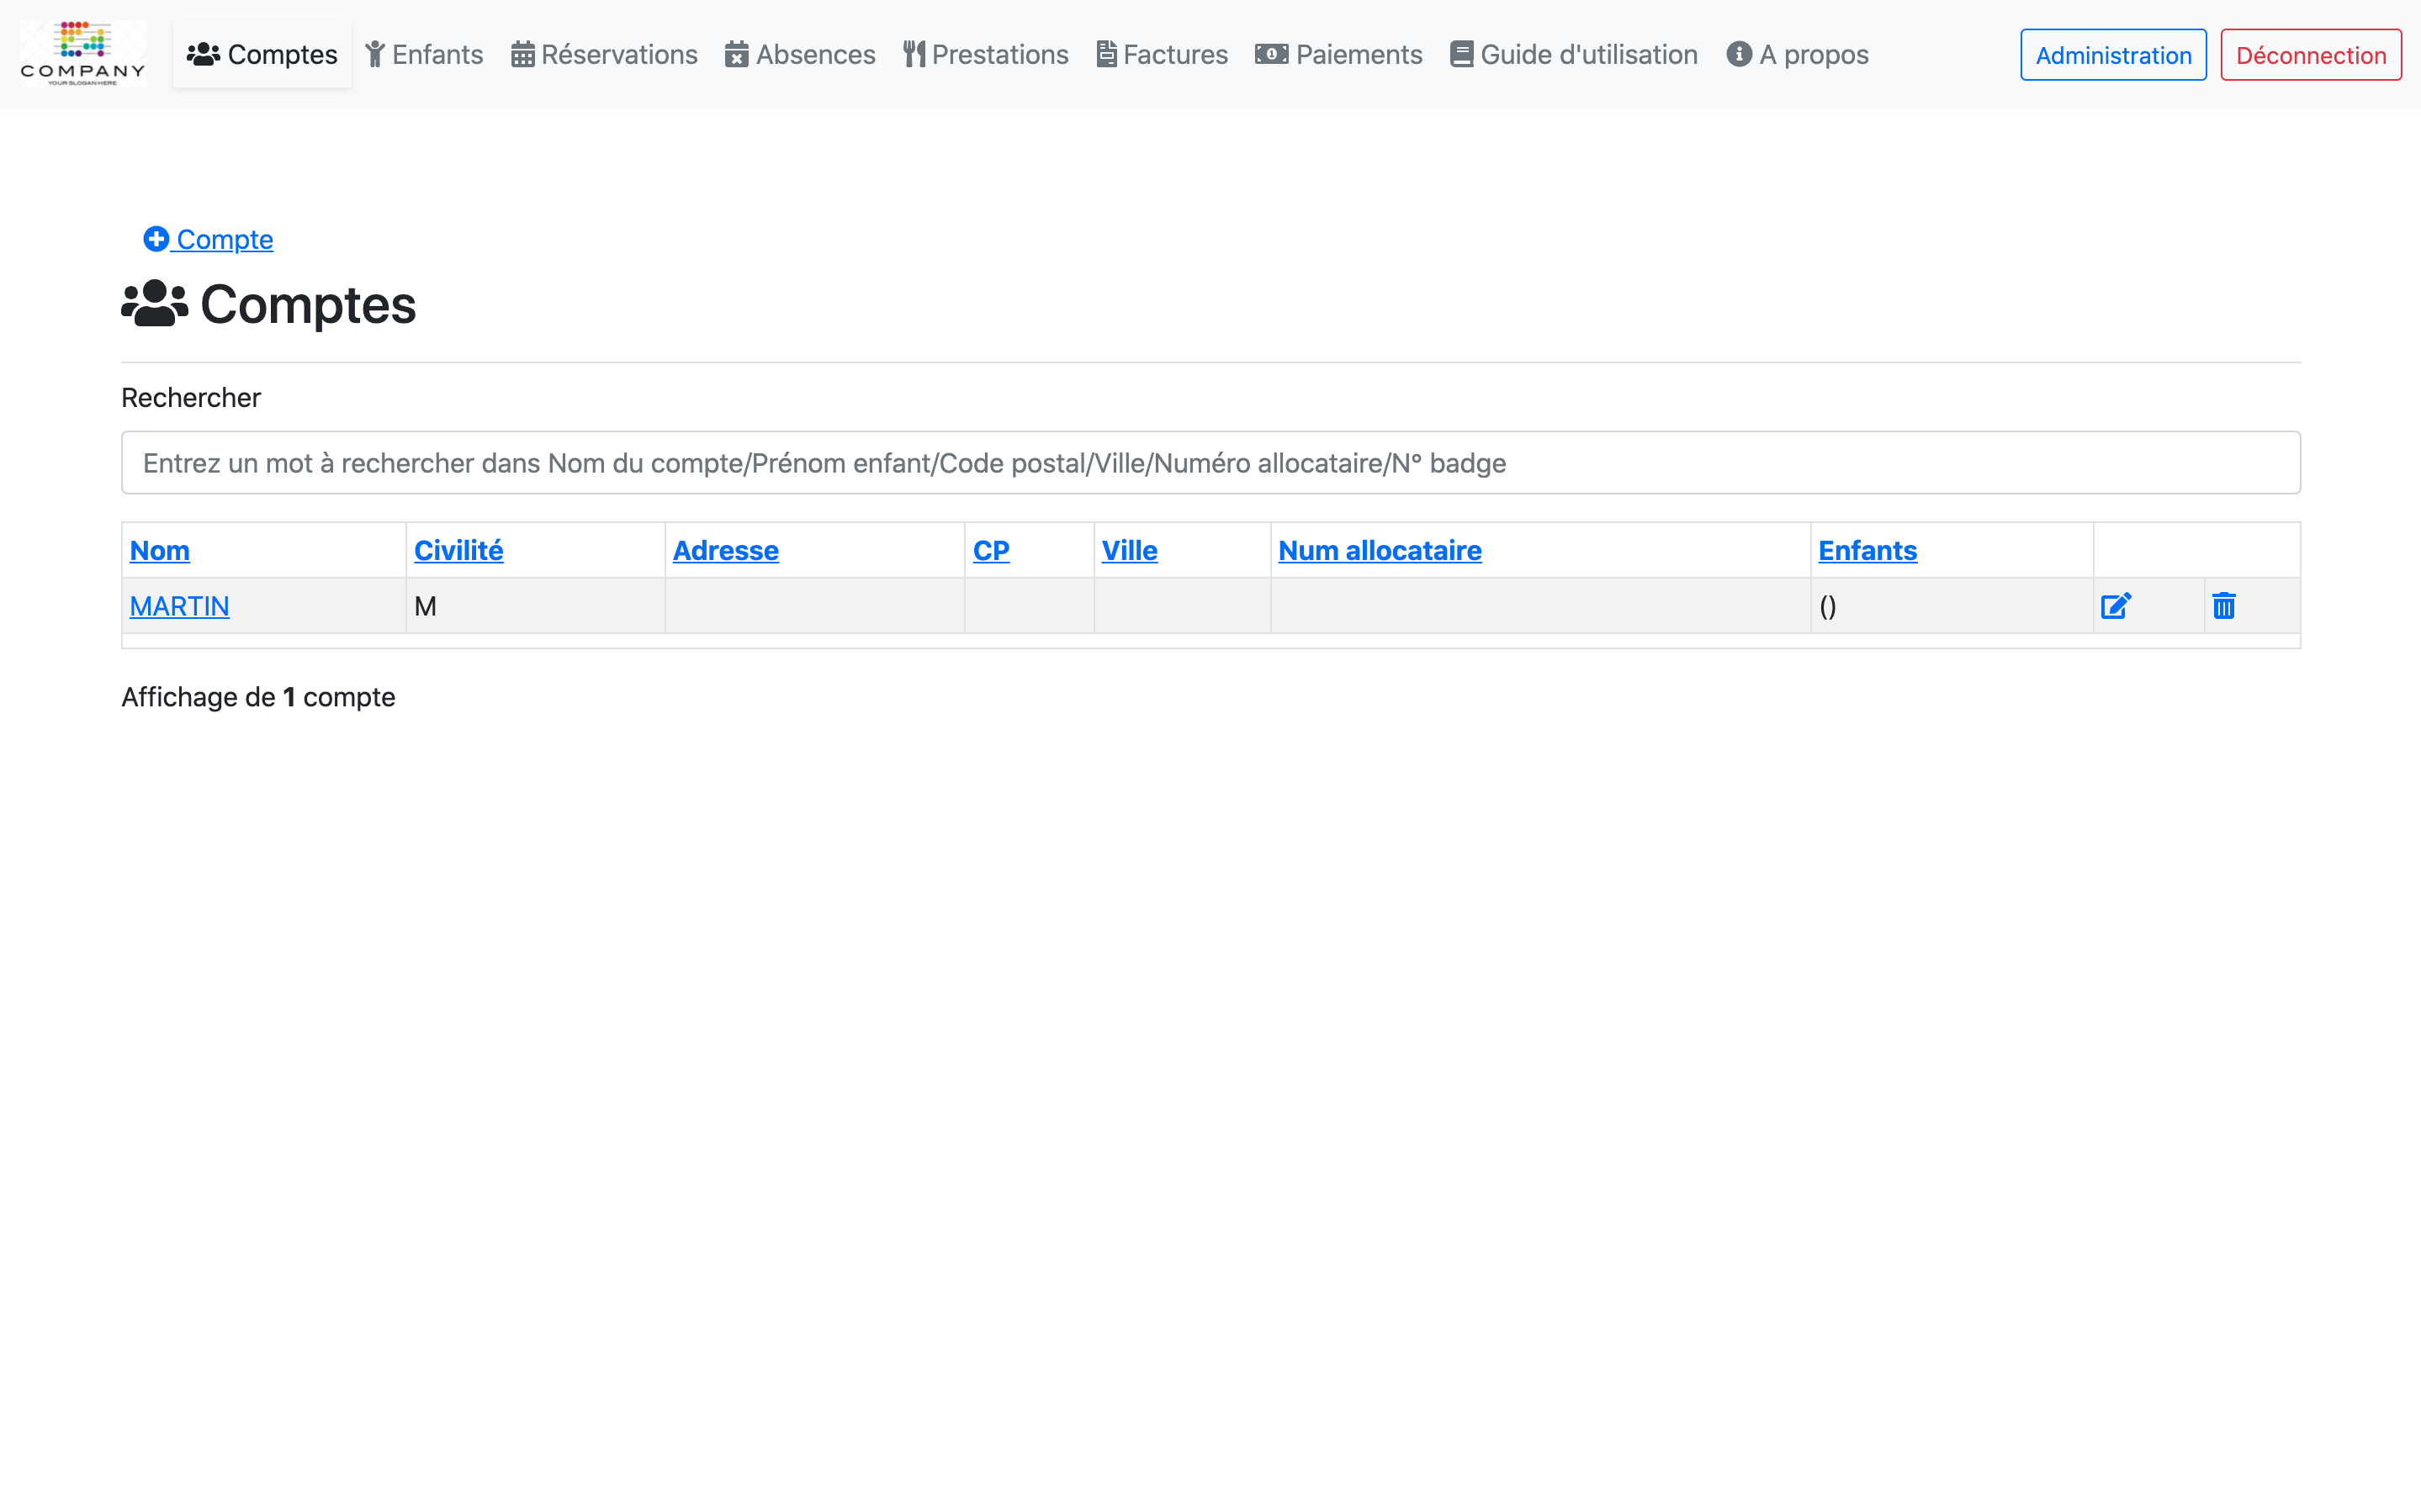 COMPANY
YOUR SLOGAN HERE
Comptes Enfants Réservations Absences Prestations Factures Paiements Guide d'utilisation A propos Administration Déconnection
Compte
Comptes
Rechercher
Entrez un mot à rechercher dans Nom du compte/Prénom enfant/Code postal/Ville/Numéro allocataire/N° badge
Nom Civilité Adresse CP Ville Num allocataire Enfants
MARTIN M ()
Affichage de 1 compte